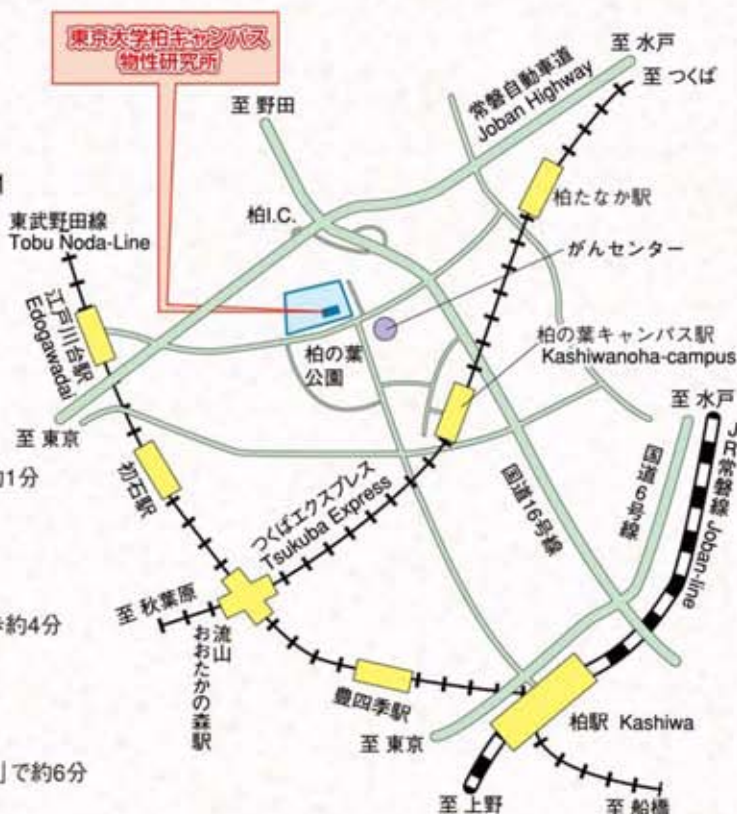 東京大学柏キャンパス
物性研究所
至 水戸
至 つくば
常磐自動車道
Joban Highway
至 野田
柏たなか駅
柏I.C.
東武野田線
Tobu Noda-Line
がんセンター
江戸川台駅
Edogawadai
柏の葉
公園
柏の葉キャンパス駅
Kashiwanoha-campus
至 水戸
至 東京
JR常磐線 Joban-line
国道6号線
国道16号線
約1分
初石駅
つくばエクスプレス
Tsukuba Express
至 秋葉原
約4分
流山
おおたかの森駅
豊四季駅
柏駅 Kashiwa
至 東京
で約6分
至 上野
至 船橋